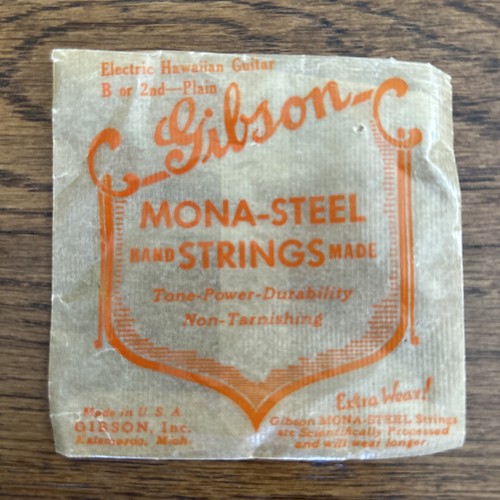 Electric Hawaiian Guitar
B or 2nd—Plain
Gibson
MONA-STEEL
HAND STRINGS MADE
Tone-Power-Durability
Non-Tarnishing
Extra Wear!
Made in U. S. A
GIBSON, Inc.
Kalamazoo, Mich.
Gibson MONA-STEEL Strings
are Scientifically Processed
and will wear longer.